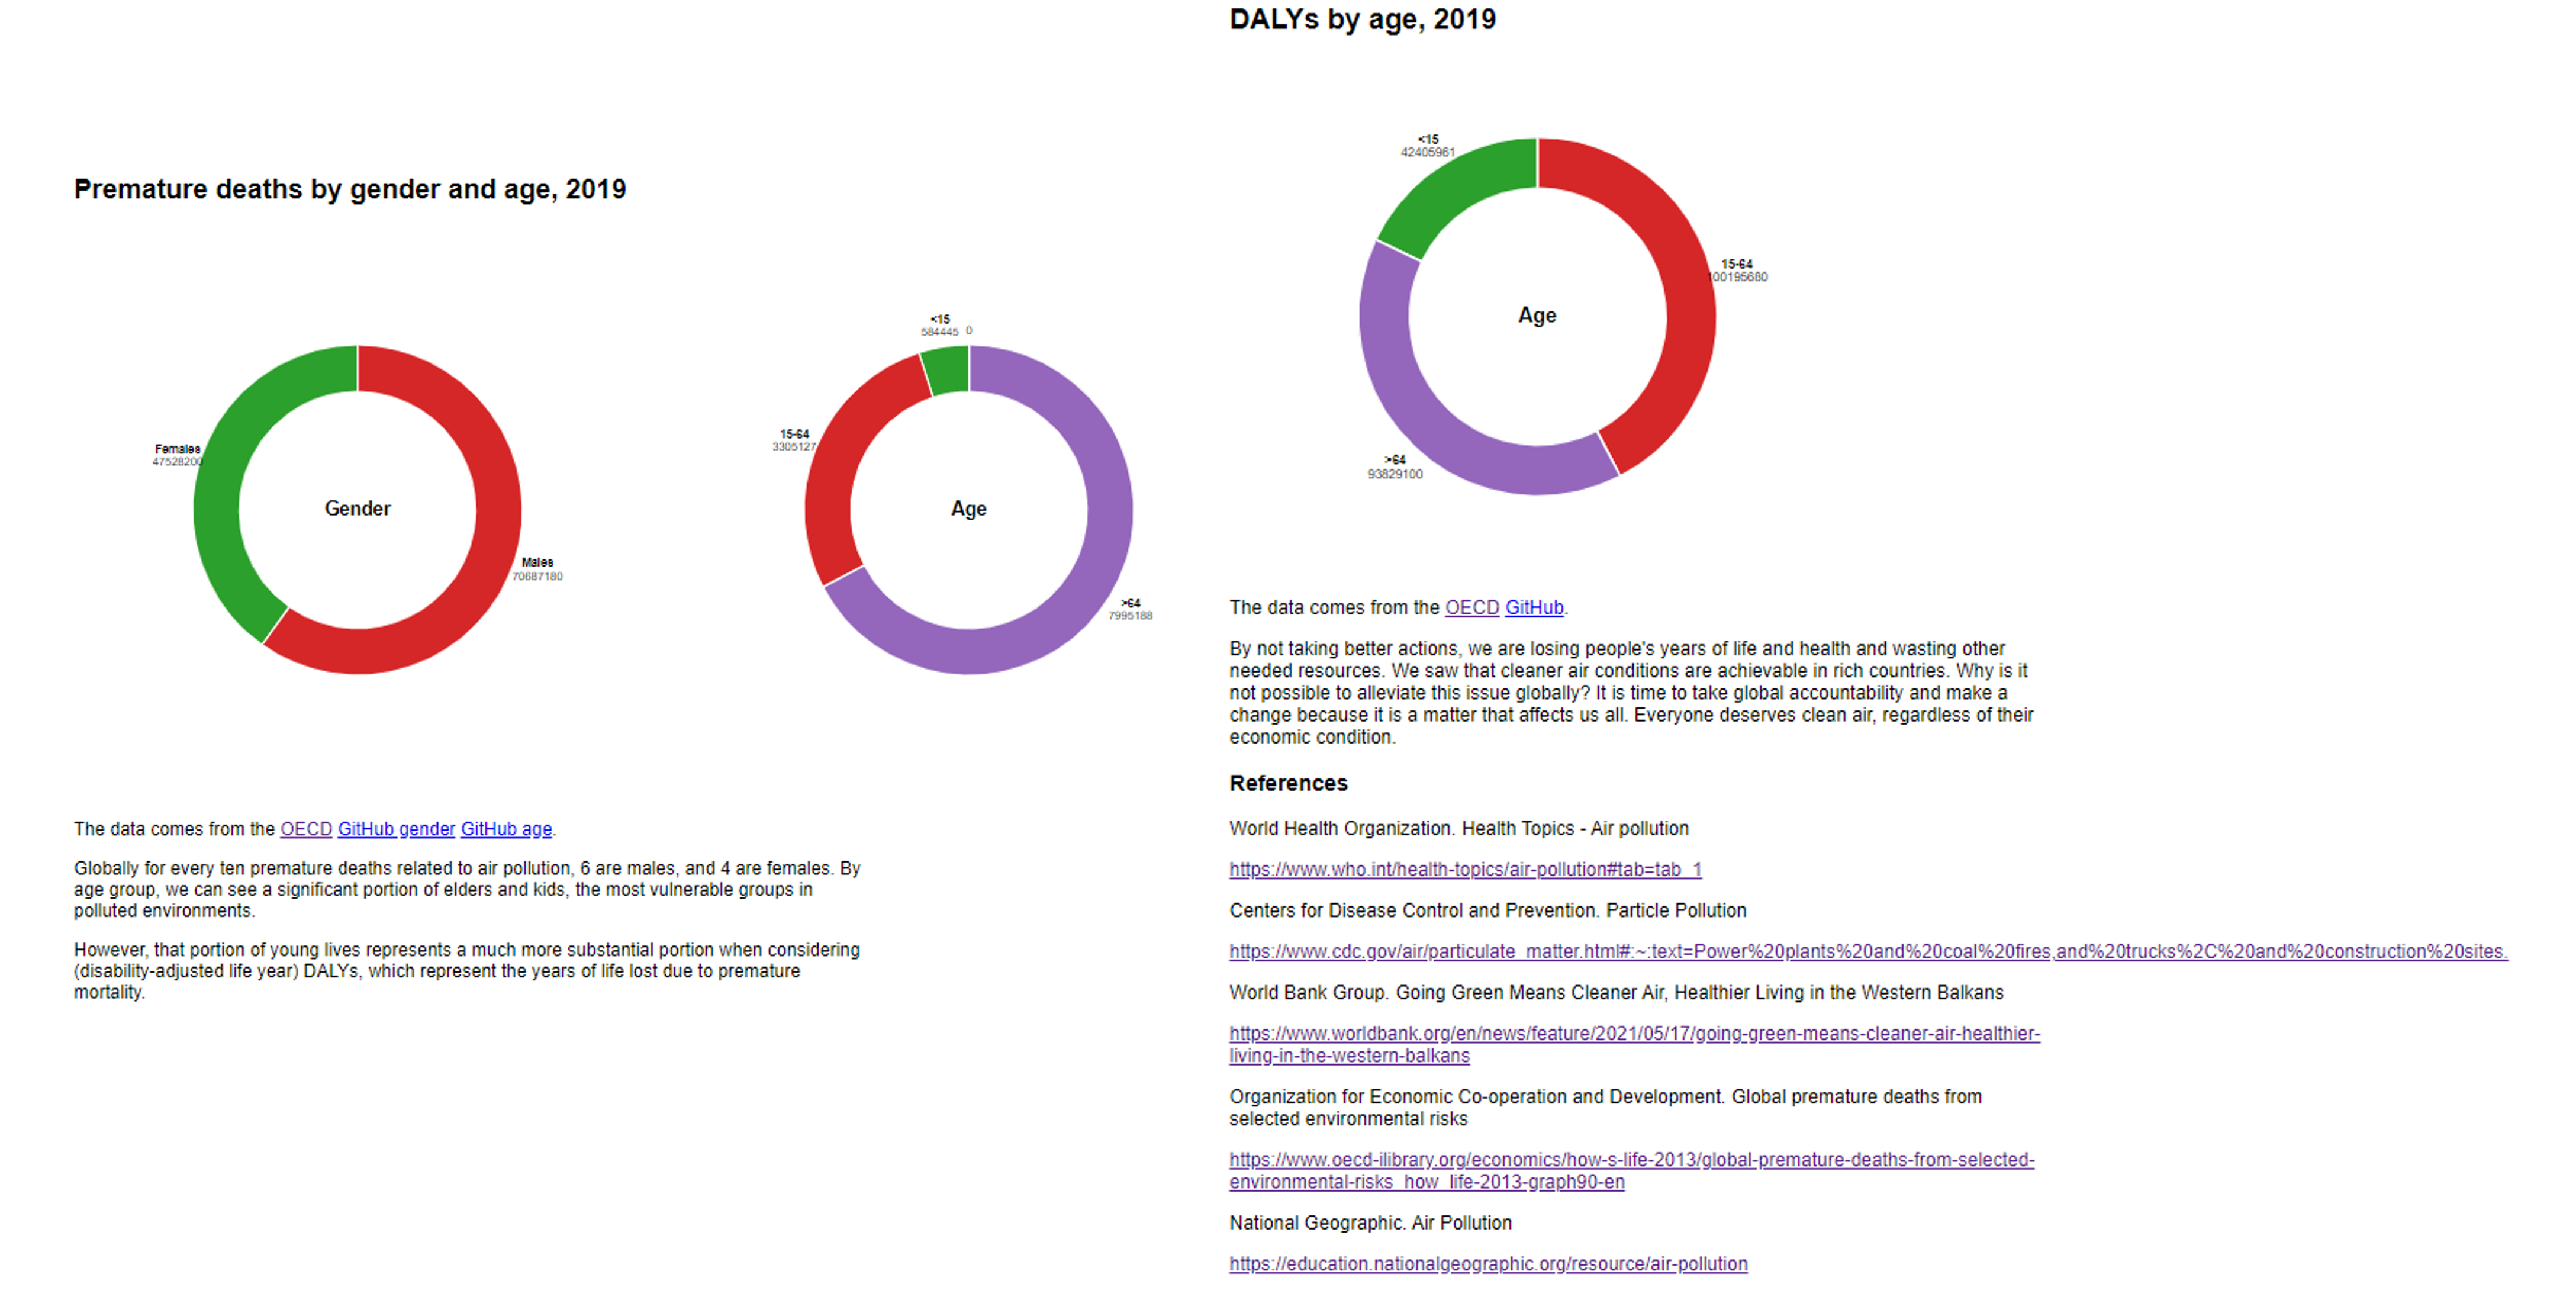 Premature deaths by gender and age, 2019
Females
47528200
Gender
Males
70687180
<15
584445 0
15-64
3305127
Age
>64
7995188
The data comes from the OECD GitHub gender GitHub age.
Globally for every ten premature deaths related to air pollution, 6 are males, and 4 are females. By
age group, we can see a significant portion of elders and kids, the most vulnerable groups in
polluted environments.
However, that portion of young lives represents a much more substantial portion when considering
(disability-adjusted life year) DALYs, which represent the years of life lost due to premature
mortality.
DALYs by age, 2019
<15
42405961
15-64
100195680
Age
>64
93829100
The data comes from the OECD GitHub.
By not taking better actions, we are losing people's years of life and health and wasting other
needed resources. We saw that cleaner air conditions are achievable in rich countries. Why is it
not possible to alleviate this issue globally? It is time to take global accountability and make a
change because it is a matter that affects us all. Everyone deserves clean air, regardless of their
economic condition.
References
World Health Organization. Health Topics - Air pollution
https://www.who.int/health-topics/air-pollution#tab=tab_1
Centers for Disease Control and Prevention. Particle Pollution
https://www.cdc.gov/air/particulate_matter.html#:~:text=Power%20plants%20and%20coal%20fires,and%20trucks%2C%20and%20construction%20sites.
World Bank Group. Going Green Means Cleaner Air, Healthier Living in the Western Balkans
https://www.worldbank.org/en/news/feature/2021/05/17/going-green-means-cleaner-air-healthier-
living-in-the-western-balkans
Organization for Economic Co-operation and Development. Global premature deaths from
selected environmental risks
https://www.oecd-ilibrary.org/economics/how-s-life-2013/global-premature-deaths-from-selected-
environmental-risks_how_life-2013-graph90-en
National Geographic. Air Pollution
https://education.nationalgeographic.org/resource/air-pollution